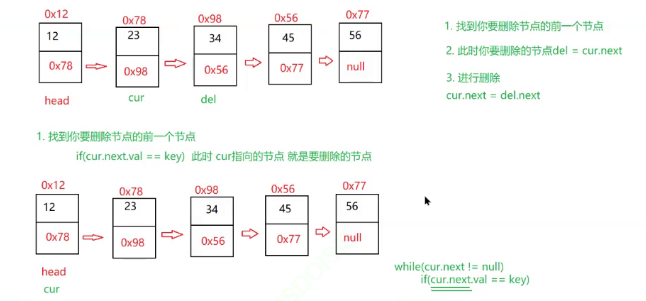 0x12 0x78 0x98 0x56 0x77
12 23 34 45 56
0x78 0x98 0x56 0x77 null
head cur del
1. 找到你要删除节点的前一个节点
2. 此时你要删除的节点del = cur.next
3. 进行删除
cur.next = del.next
1. 找到你要删除节点的前一个节点
if(cur.next.val == key) 此时 cur指向的节点 就是要删除的节点
0x12 0x78 0x98 0x56 0x77
12 23 34 45 56
0x78 0x98 0x56 0x77 null
head
cur
while(cur.next != null)
if(cur.next.val == key)